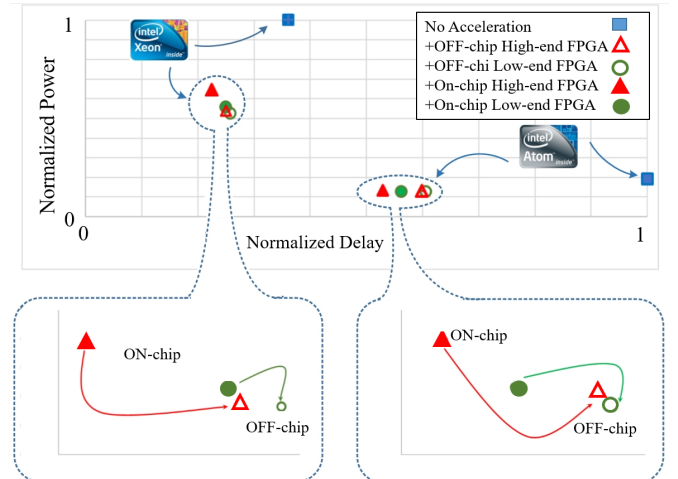 1
Normalized Power
0
0
Normalized Delay
1
intel
Xeon
inside
No Acceleration
+OFF-chip High-end FPGA
+OFF-chi Low-end FPGA
+On-chip High-end FPGA
+On-chip Low-end FPGA
intel
Atom
inside
ON-chip
OFF-chip
ON-chip
OFF-chip